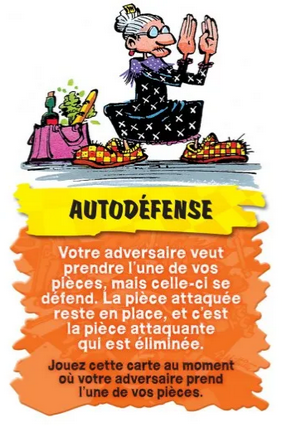 AUTODÉFENSE
Votre adversaire veut
prendre l'une de vos
pièces, mais celle-ci se
défend. La pièce attaquée
reste en place, et c'est
la pièce attaquante
qui est éliminée.
Jouez cette carte au moment
où votre adversaire prend
l'une de vos pièces.